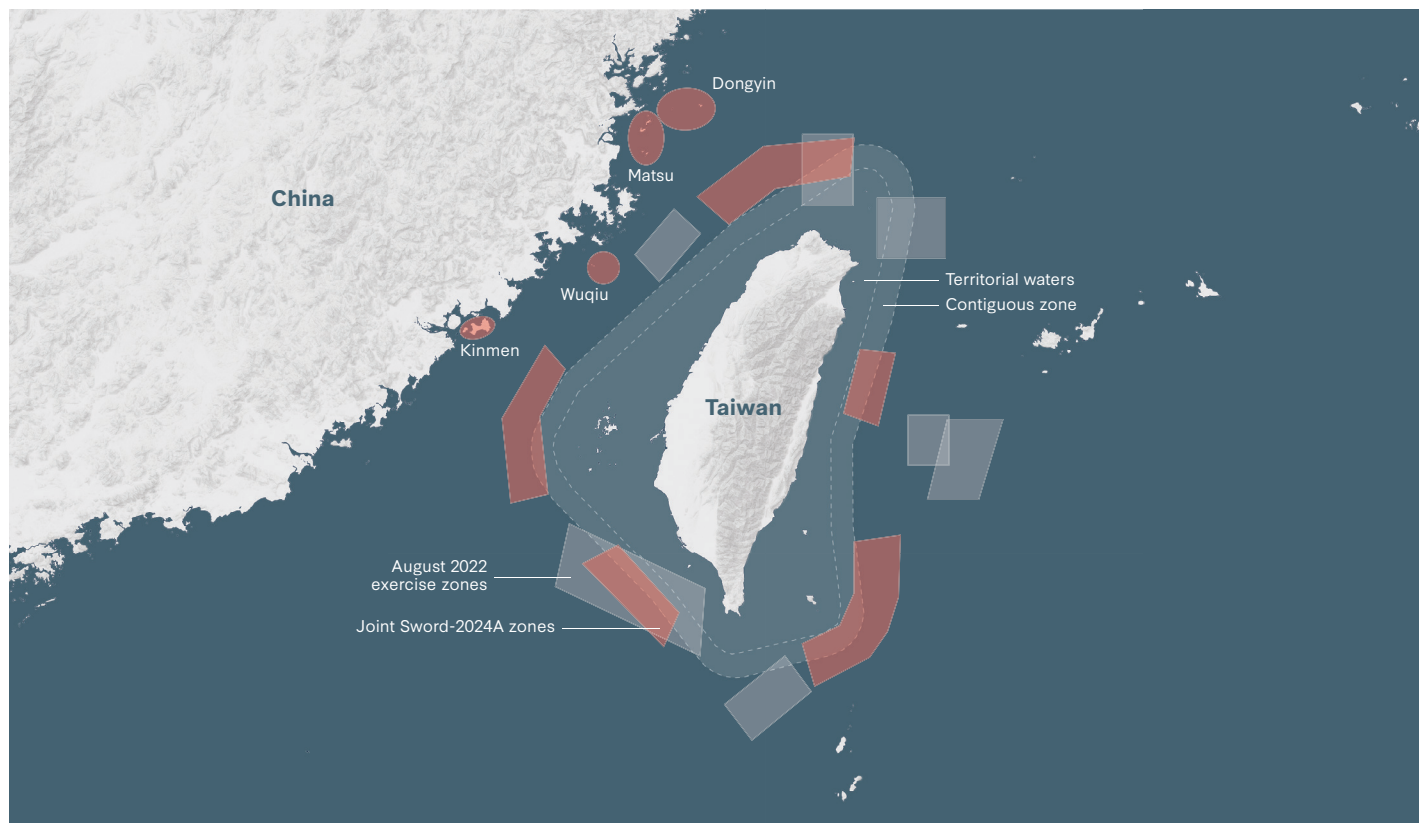 Dongyin
Matsu
China
Wuqiu
Territorial waters
Contiguous zone
Kinmen
Taiwan
August 2022
exercise zones
Joint Sword-2024A zones